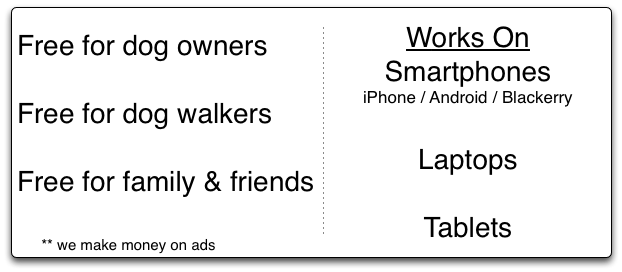 Free for dog owners
Free for dog walkers
Free for family & friends
** we make money on ads
Works On
Smartphones
iPhone / Android / Blackerry
Laptops
Tablets